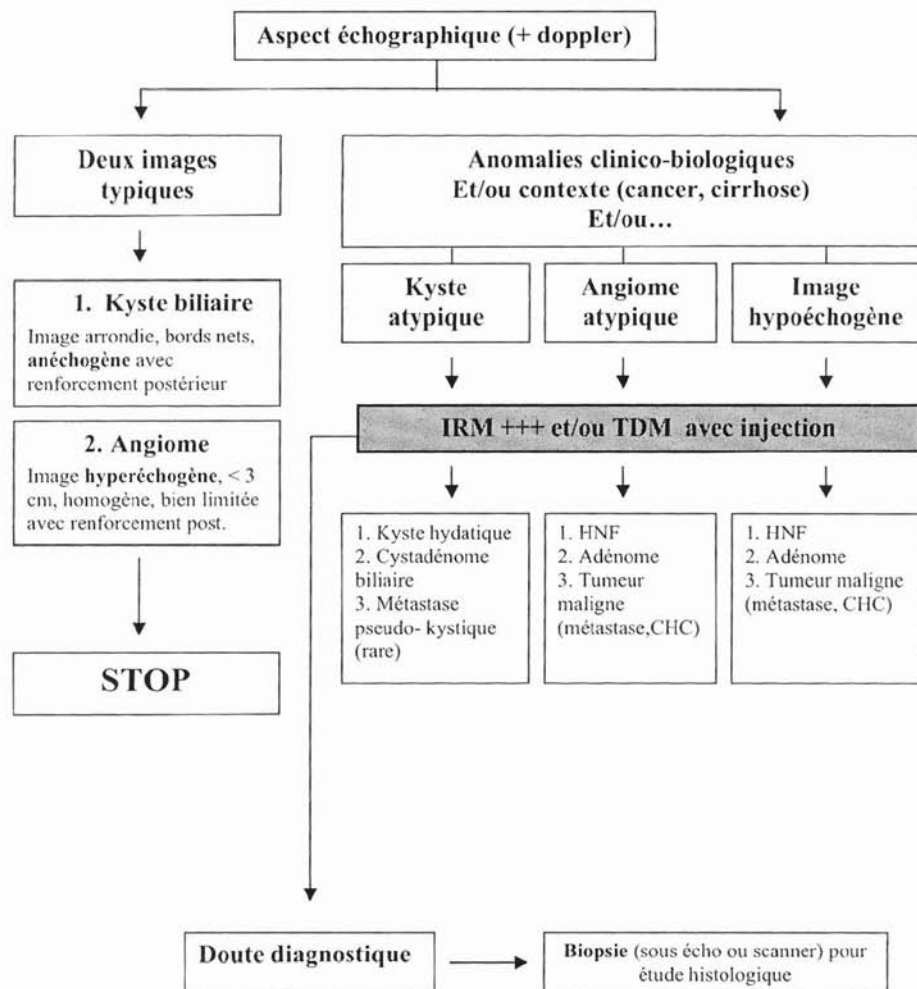 Aspect échographique (+ doppler)
Deux images
typiques
1. Kyste biliaire
Image arrondie, bords nets,
anéchogène avec
renforcement postérieur
2. Angiome
Image hyperéchogène, < 3
cm, homogène, bien limitée
avec renforcement post.
STOP
Anomalies clinico-biologiques
Et/ou contexte (cancer, cirrhose)
Et/ou…
Kyste
atypique
Angiome
atypique
Image
hypoéchogène
IRM +++ et/ou TDM avec injection
1. Kyste hydatique
2. Cystadénome
biliaire
3. Métastase
pseudo- kystique
(rare)
1. HNF
2. Adénome
3. Tumeur
maligne
(métastase,CHC)
1. HNF
2. Adénome
3. Tumeur maligne
(métastase, CHC)
Doute diagnostique
Biopsie (sous écho ou scanner) pour
étude histologique